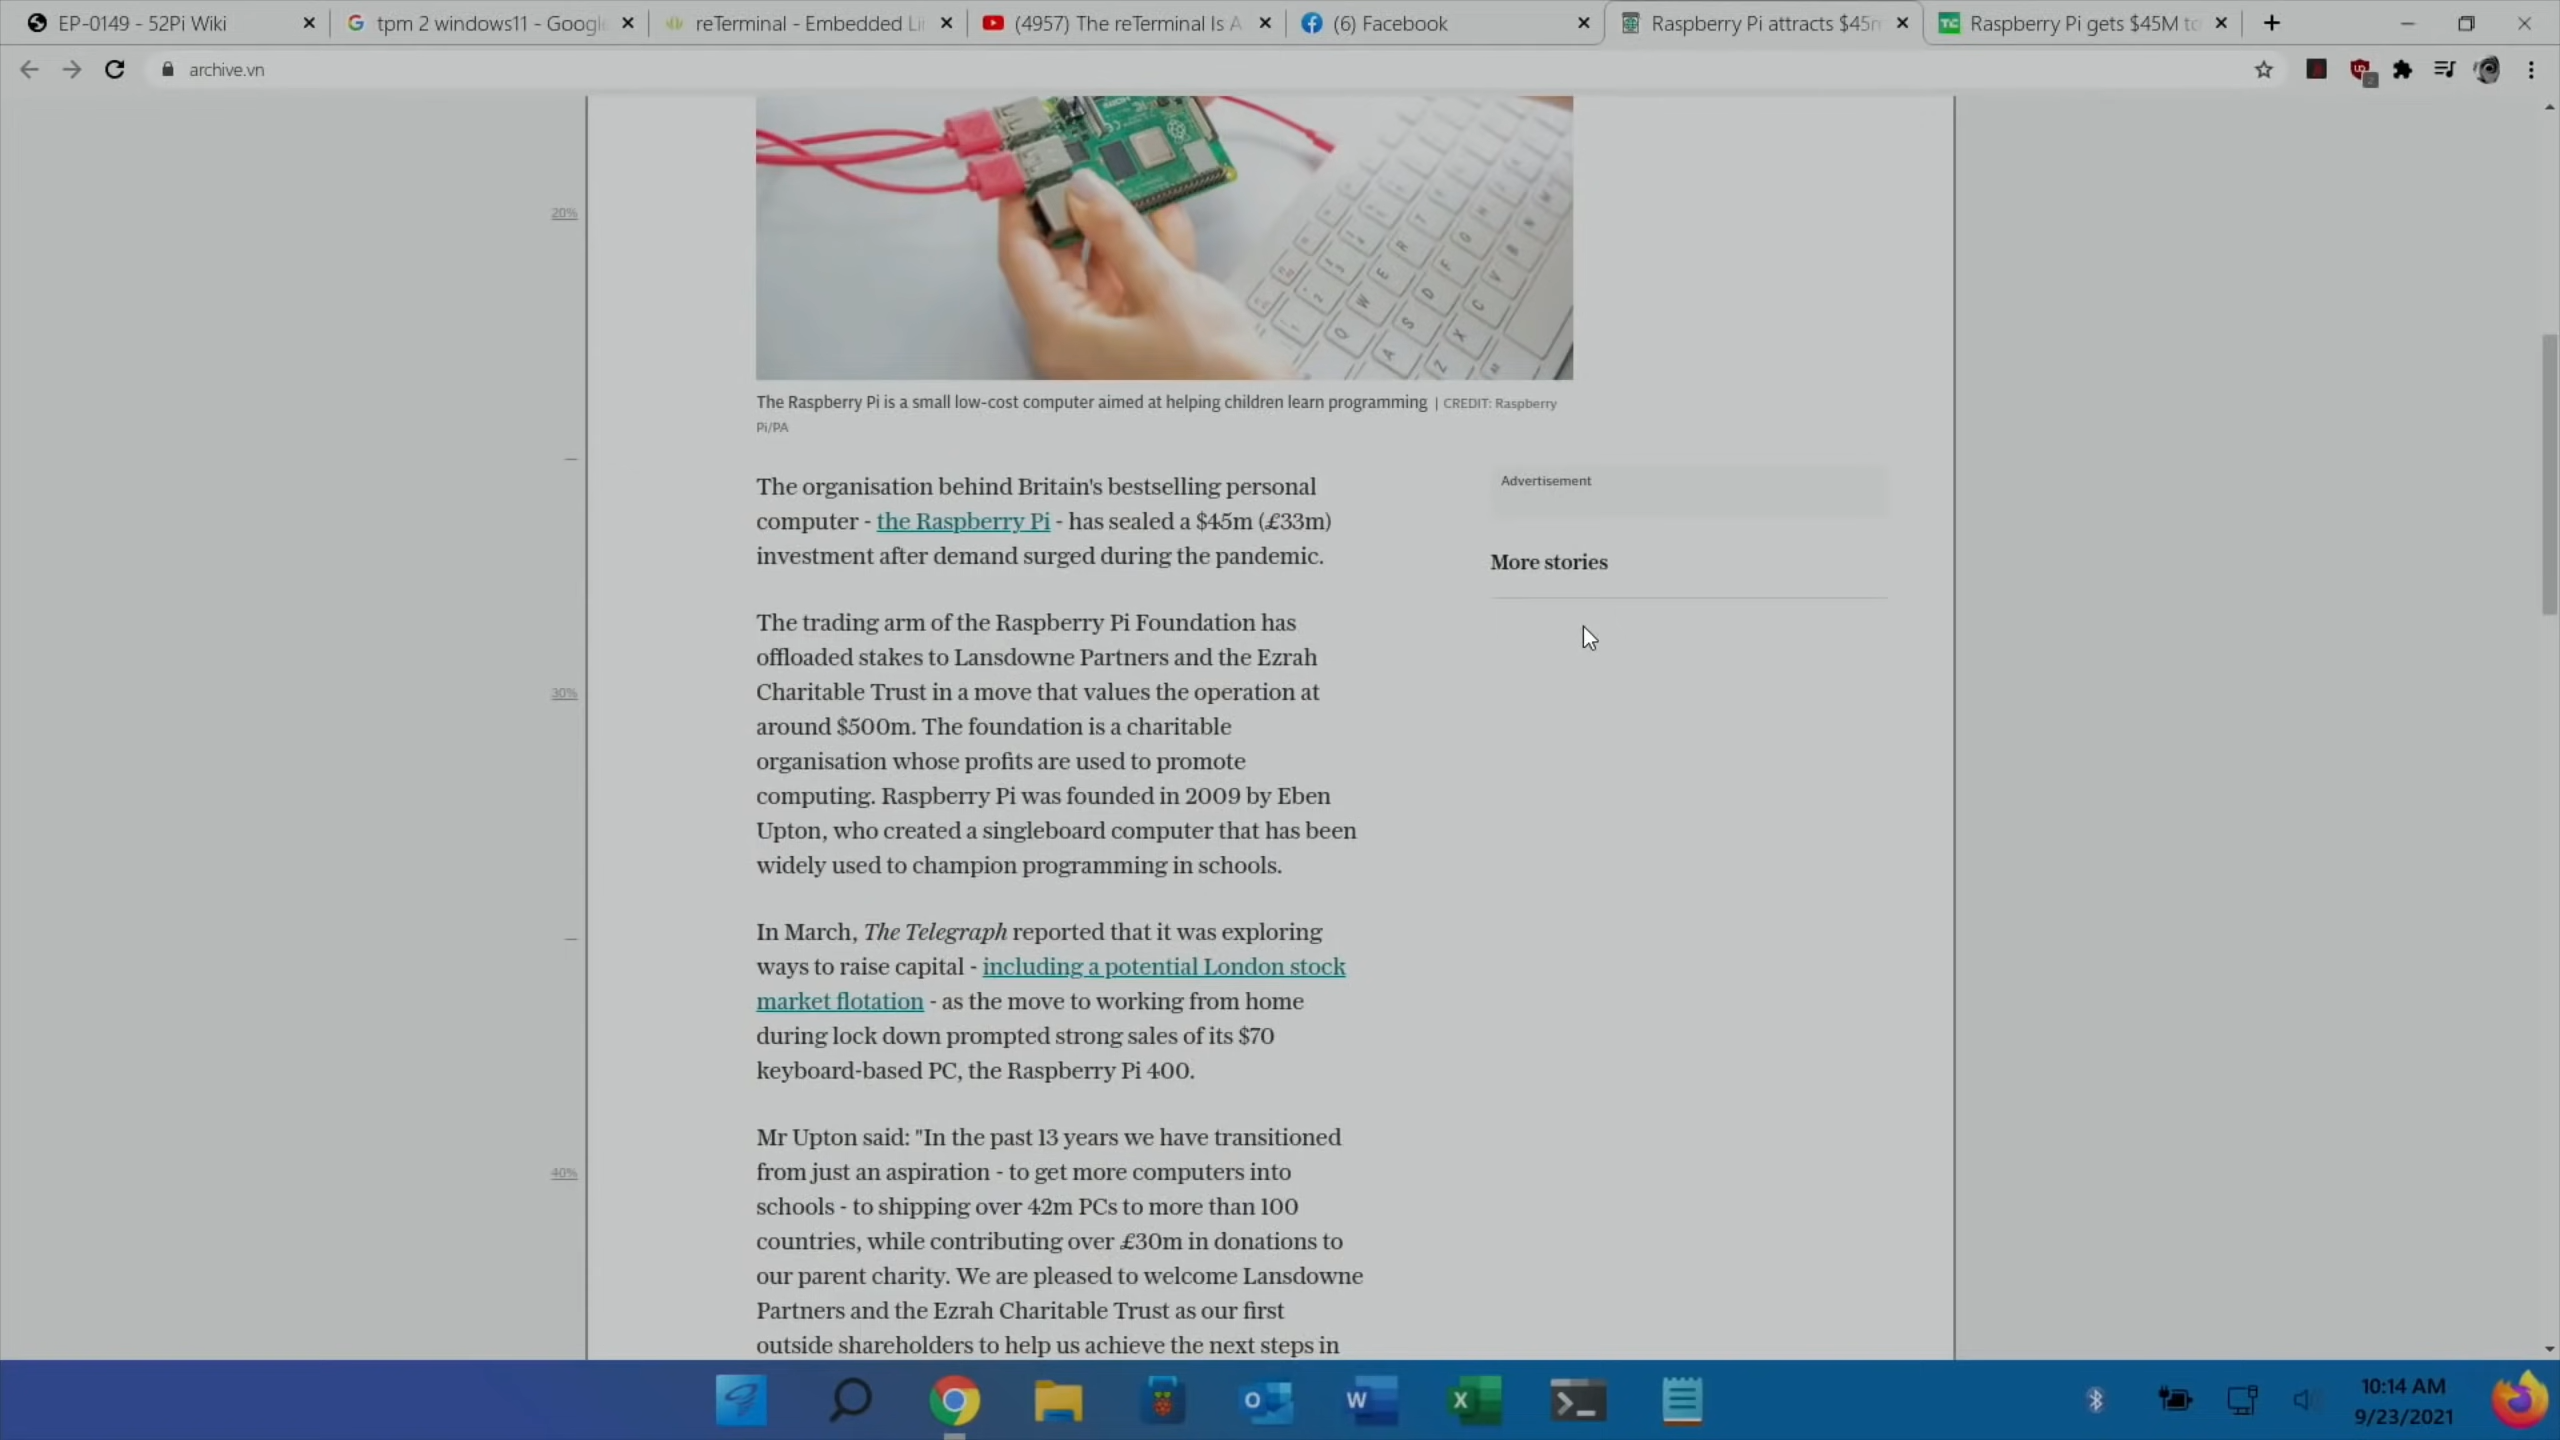 EP-0149 - 52Pi Wiki
tpm 2 windows11 - Google
reTerminal - Embedded Li
(4957) The reTerminal Is A
(6) Facebook
Raspberry Pi attracts $45m
Raspberry Pi gets $45M to
archive.vn
20%
The Raspberry Pi is a small low-cost computer aimed at helping children learn programming | CREDIT: Raspberry
Pi/PA
The organisation behind Britain's bestselling personal
computer - the Raspberry Pi - has sealed a $45m (£33m)
investment after demand surged during the pandemic.
Advertisement
More stories
The trading arm of the Raspberry Pi Foundation has
offloaded stakes to Lansdowne Partners and the Ezrah
30%
Charitable Trust in a move that values the operation at
around $500m. The foundation is a charitable
organisation whose profits are used to promote
computing. Raspberry Pi was founded in 2009 by Eben
Upton, who created a singleboard computer that has been
widely used to champion programming in schools.
In March, The Telegraph reported that it was exploring
ways to raise capital - including a potential London stock
market flotation - as the move to working from home
during lock down prompted strong sales of its $70
keyboard-based PC, the Raspberry Pi 400.
Mr Upton said: "In the past 13 years we have transitioned
40%
from just an aspiration - to get more computers into
schools - to shipping over 42m PCs to more than 100
countries, while contributing over £30m in donations to
our parent charity. We are pleased to welcome Lansdowne
Partners and the Ezrah Charitable Trust as our first
outside shareholders to help us achieve the next steps in
10:14 AM
9/23/2021